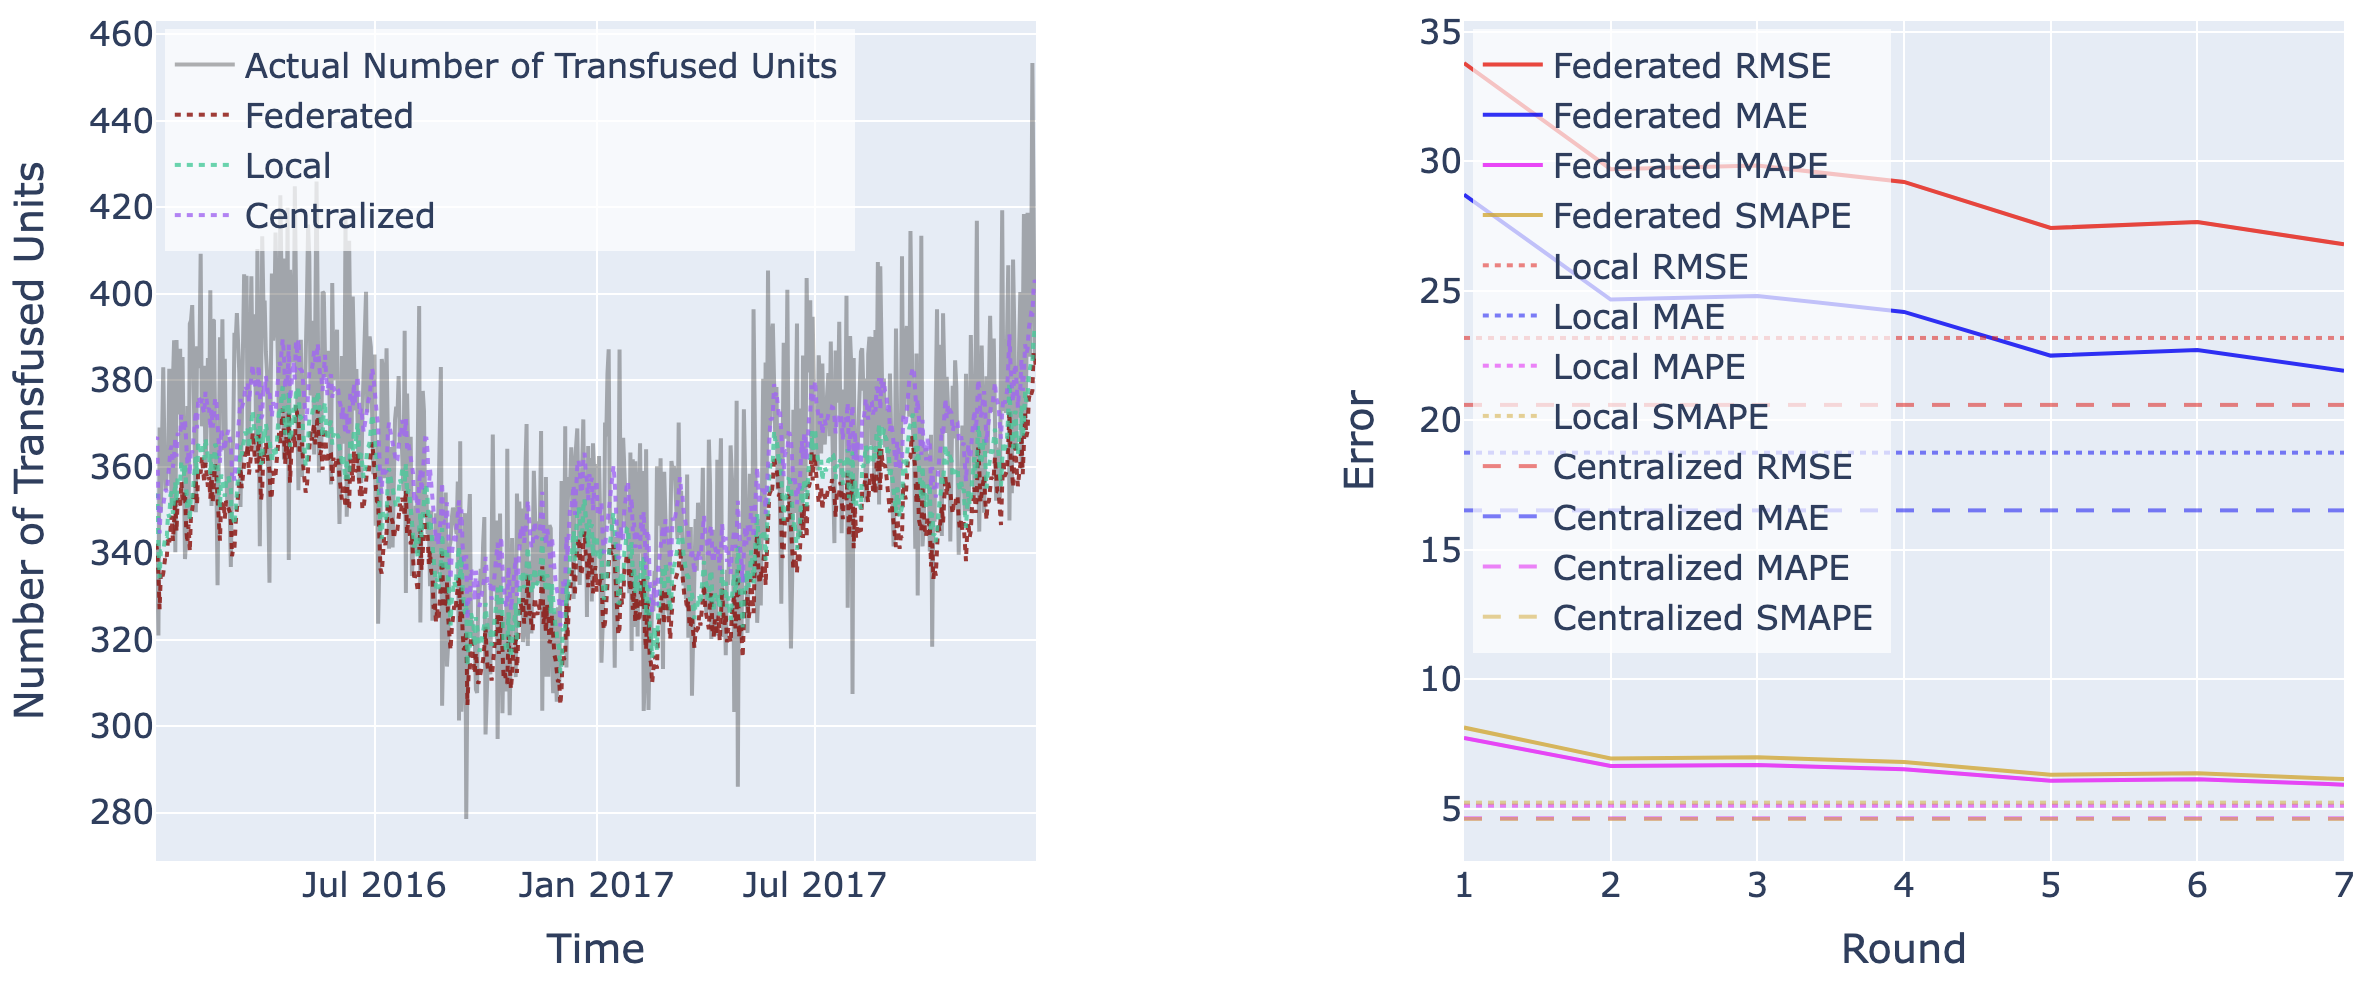 460
440
420
400
380
360
340
320
300
280
Number of Transfused Units
Actual Number of Transfused Units
Federated
Local
Centralized
Jul 2016
Jan 2017
Jul 2017
Time
35
30
25
20
15
10
5
Error
Federated RMSE
Federated MAE
Federated MAPE
Federated SMAPE
Local RMSE
Local MAE
Local MAPE
Local SMAPE
Centralized RMSE
Centralized MAE
Centralized MAPE
Centralized SMAPE
1
2
3
4
5
6
7
Round